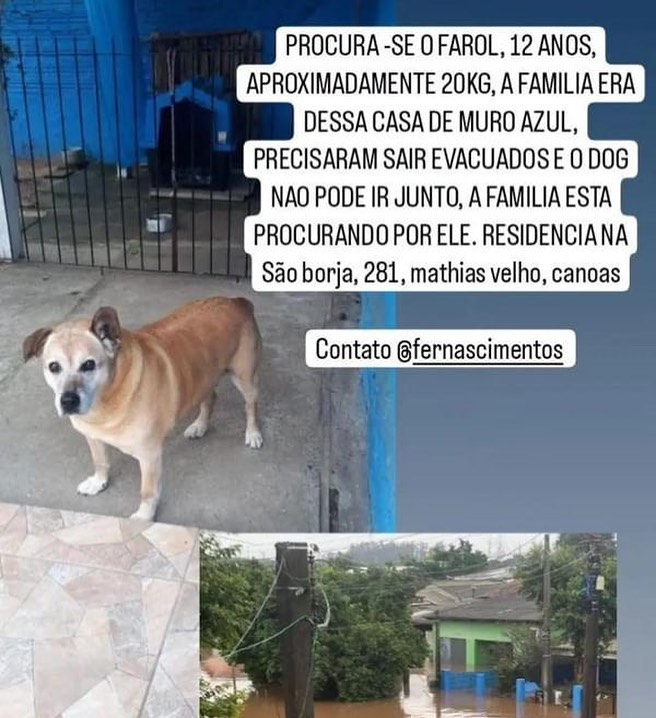 PROCURA -SE O FAROL, 12 ANOS,
APROXIMADAMENTE 20KG, A FAMILIA ERA
DESSA CASA DE MURO AZUL,
PRECISARAM SAIR EVACUADOS E O DOG
NAO PODE IR JUNTO, A FAMILIA ESTA
PROCURANDO POR ELE. RESIDENCIA NA
São borja, 281, mathias velho, canoas
Contato @fernascimentos